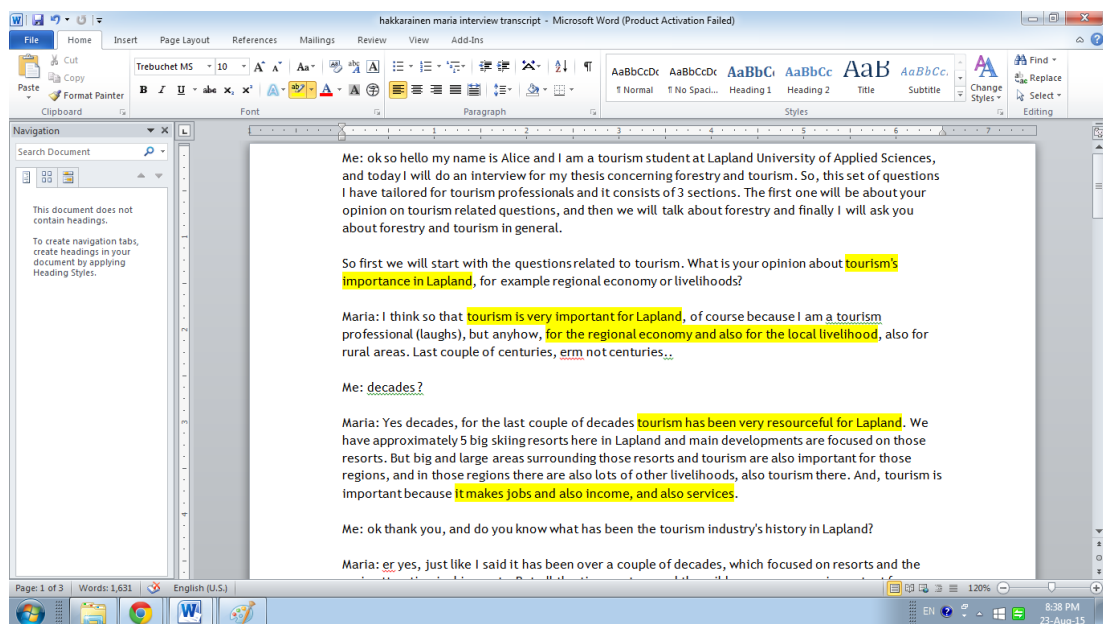 hakkarainen maria interview transcript - Microsoft Word (Product Activation Failed)
File Home Insert Page Layout References Mailings Review View Add-Ins
Cut
Copy
Format Painter
Paste
Clipboard
Trebuchet MS 10
Font
Paragraph
AaBbCcDc AaBbCcDc AaBbC AaBbCc AaB AaBbCc.
¶ Normal ¶ No Spaci... Heading 1 Heading 2 Title Subtitle
Change Styles
Styles
Find
Replace
Select
Editing
Navigation
Search Document
This document does not
contain headings.
To create navigation tabs,
create headings in your
document by applying
Heading Styles.
Me: ok so hello my name is Alice and I am a tourism student at Lapland University of Applied Sciences,
and today I will do an interview for my thesis concerning forestry and tourism. So, this set of questions
I have tailored for tourism professionals and it consists of 3 sections. The first one will be about your
opinion on tourism related questions, and then we will talk about forestry and finally I will ask you
about forestry and tourism in general.
So first we will start with the questions related to tourism. What is your opinion about tourism's
importance in Lapland, for example regional economy or livelihoods?
Maria: I think so that tourism is very important for Lapland, of course because I am a tourism
professional (laughs), but anyhow, for the regional economy and also for the local livelihood, also for
rural areas. Last couple of centuries, erm not centuries..
Me: decades?
Maria: Yes decades, for the last couple of decades tourism has been very resourceful for Lapland. We
have approximately 5 big skiing resorts here in Lapland and main developments are focused on those
resorts. But big and large areas surrounding those resorts and tourism are also important for those
regions, and in those regions there are also lots of other livelihoods, also tourism there. And, tourism is
important because it makes jobs and also income, and also services.
Me: ok thank you, and do you know what has been the tourism industry's history in Lapland?
Maria: er yes, just like I said it has been over a couple of decades, which focused on resorts and the
Page: 1 of 3 Words: 1,631 English (U.S.) 120%
EN 8:38 PM
23-Aug-15